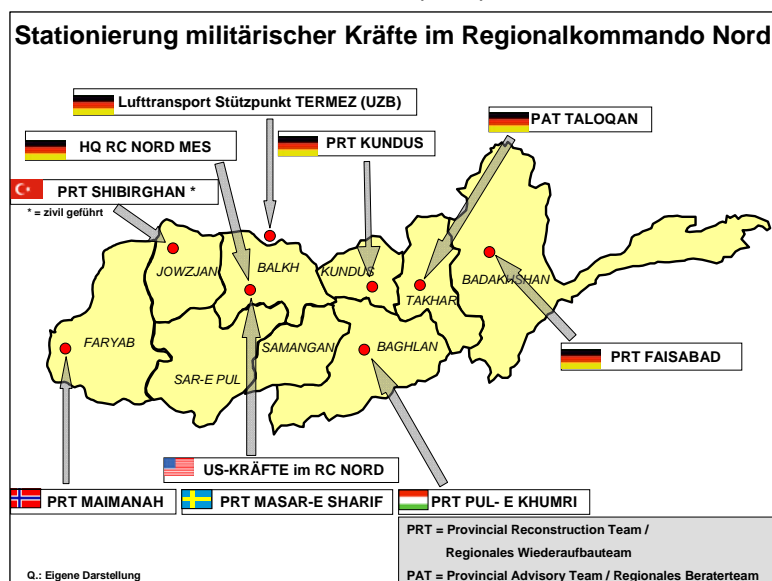 Stationierung militärischer Kräfte im Regionalkommando Nord
Lufttransport Stützpunkt TERMEZ (UZB)
HQ RC NORD MES
PRT KUNDUS
PAT TALOQAN
PRT SHIBIRGHAN *
* = zivil geführt
JOWZJAN
BALKH
KUNDUS
TAKHAR
BADAKHSHAN
FARYAB
SAR-E PUL
SAMANGAN
BAGHLAN
PRT FAISABAD
US-KRÄFTE im RC NORD
PRT MAIMANAH
PRT MASAR-E SHARIF
PRT PUL- E KHUMRI
PRT = Provincial Reconstruction Team /
Regionales Wiederaufbauteam
PAT = Provincial Advisory Team / Regionales Beraterteam
Q.: Eigene Darstellung